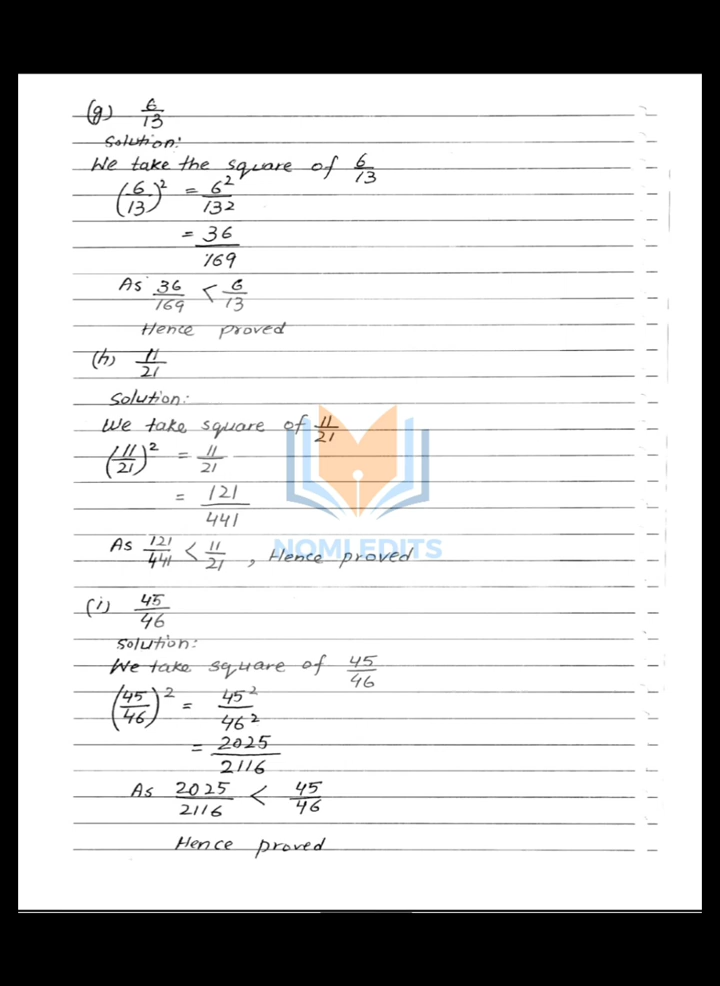 (g) 6/13
Solution:
We take the square of 6/13
(6/13)² = 6²/132
= 36/169
As 36/169 < 6/13
Hence proved
(h) 11/21
Solution:
We take square of 11/21
(11/21)² = 11/21
= 121/441
As 121/441 < 11/21, Hence proved
NOMI EDITS
(i) 45/46
Solution:
We take square of 45/46
(45/46)² = 45²/46²
= 2025/2116
As 2025/2116 < 45/46
Hence proved